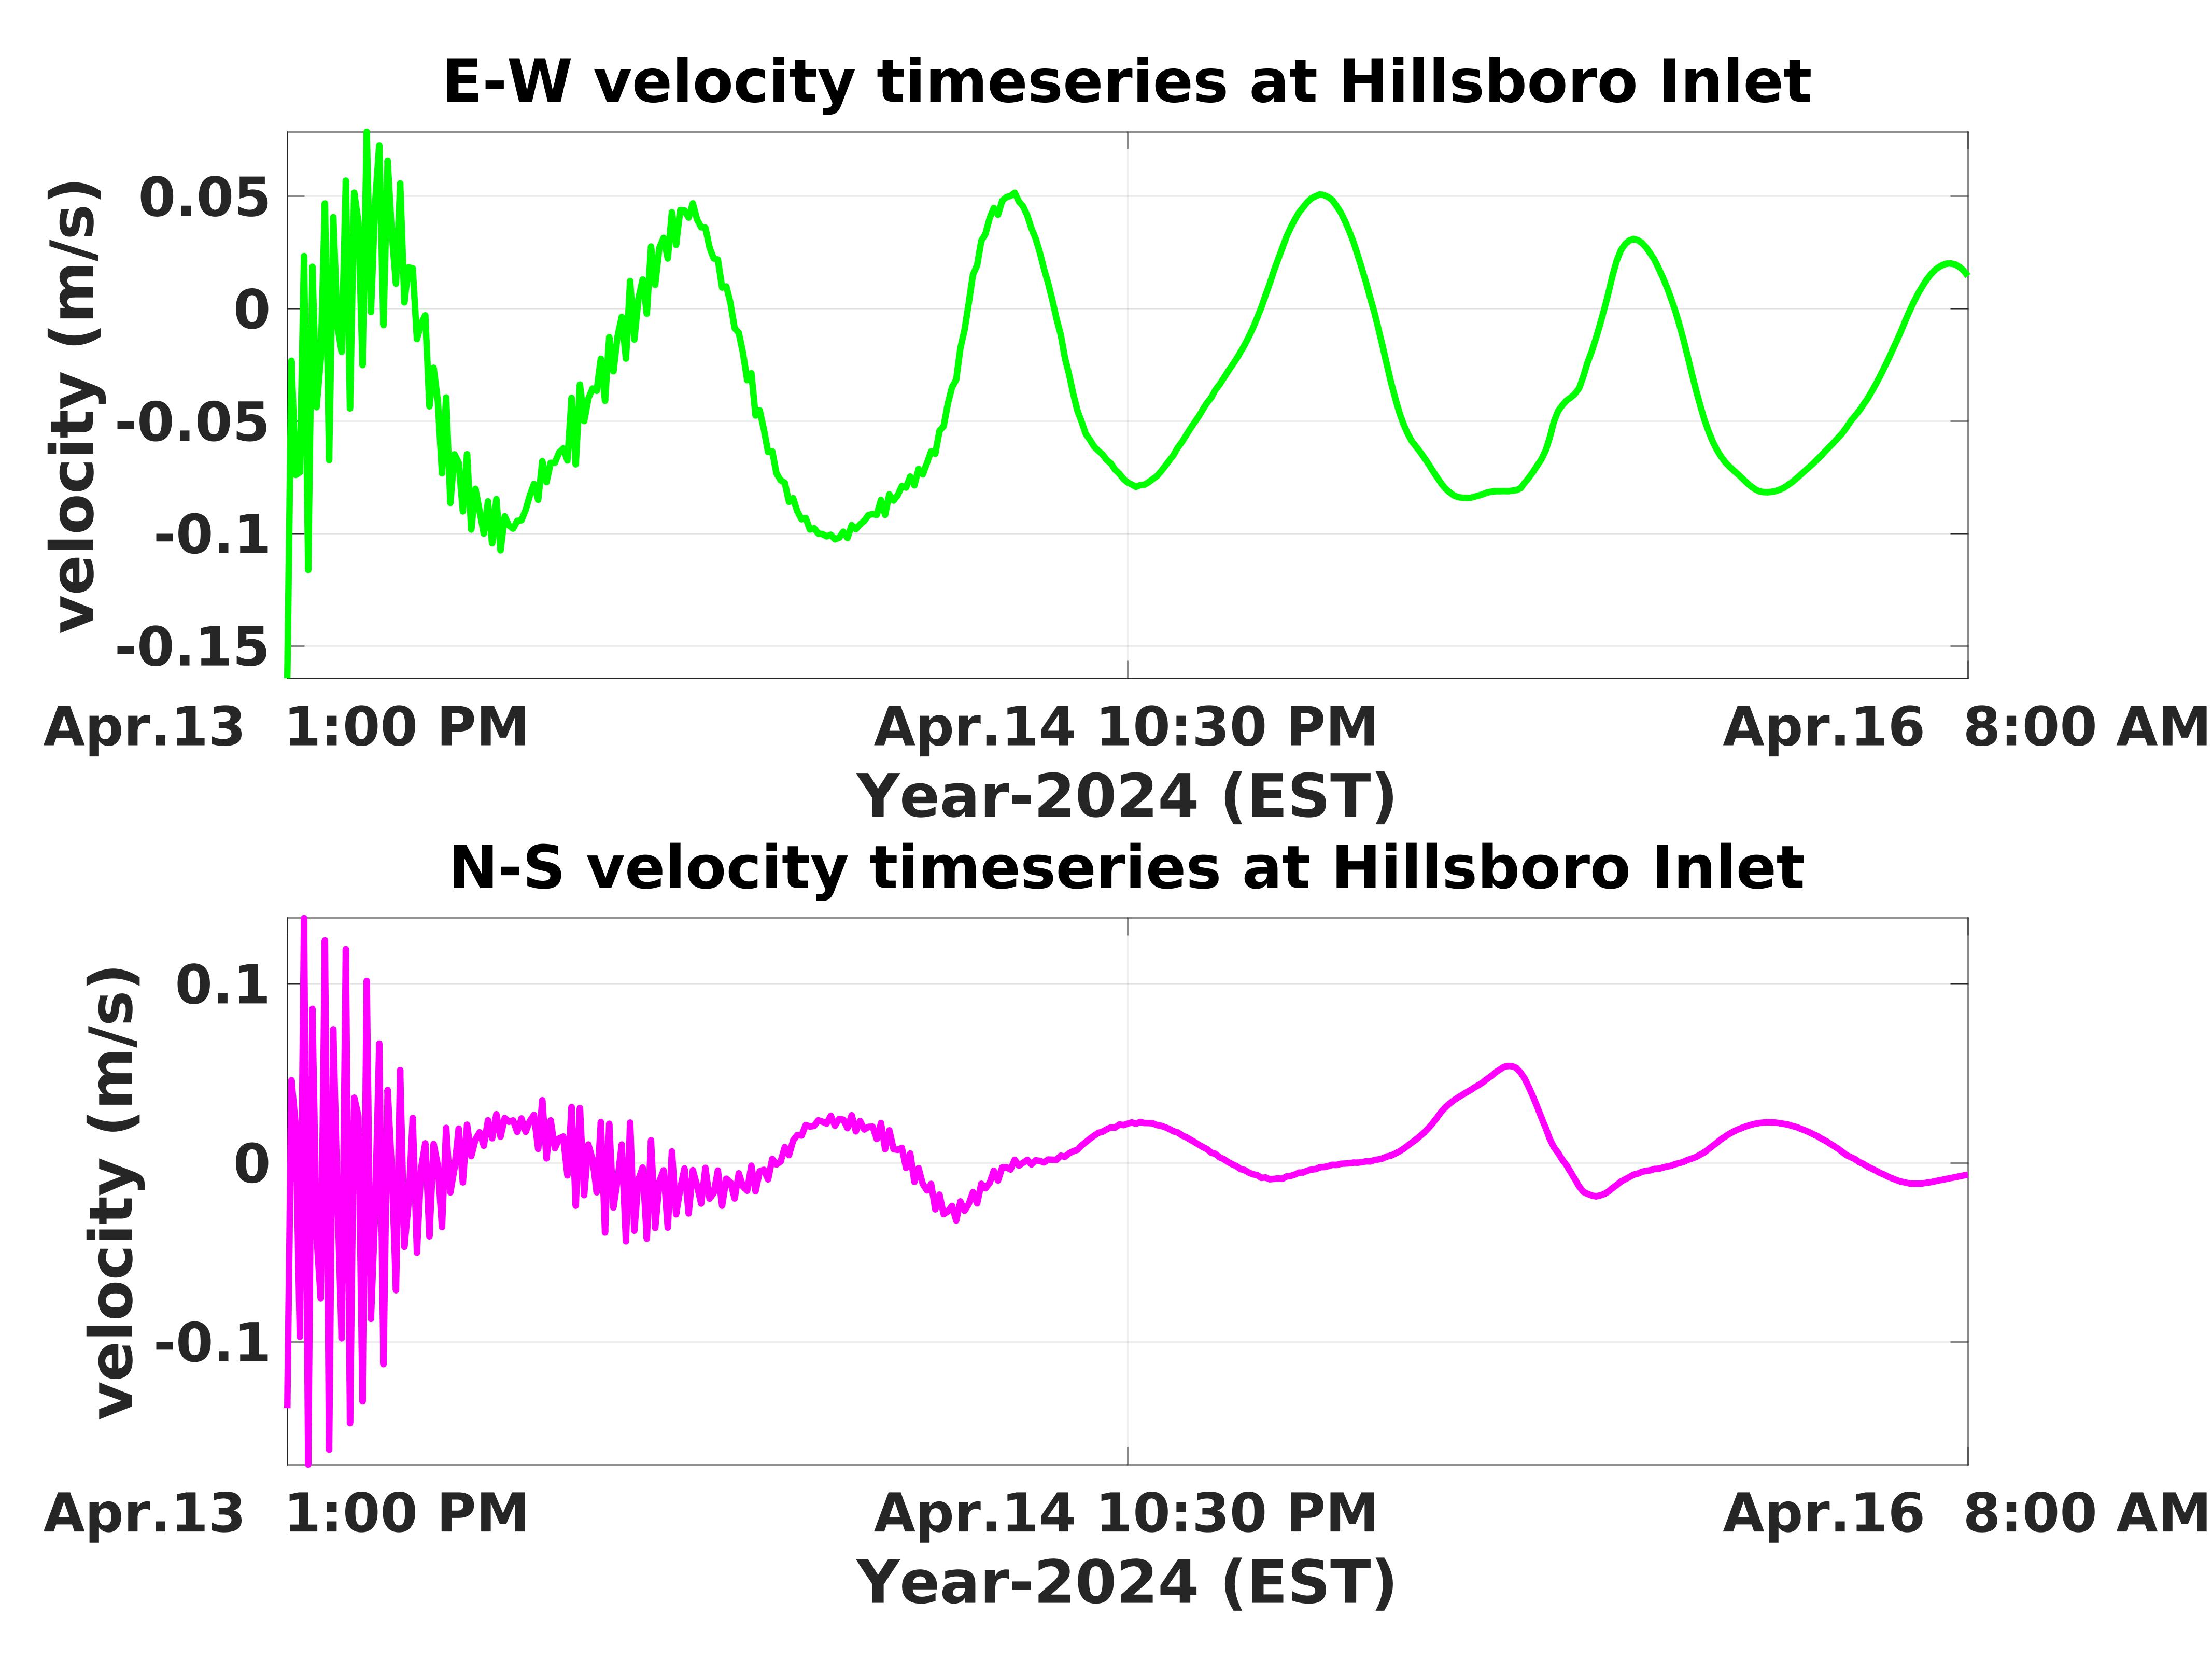 E-W velocity timeseries at Hillsboro Inlet
velocity (m/s)
0.05
0
-0.05
-0.1
-0.15
Apr.13  1:00 PM Apr.14 10:30 PM Apr.16  8:00 AM
Year-2024 (EST)
N-S velocity timeseries at Hillsboro Inlet
velocity (m/s)
0.1
0
-0.1
Apr.13  1:00 PM Apr.14 10:30 PM Apr.16  8:00 AM
Year-2024 (EST)